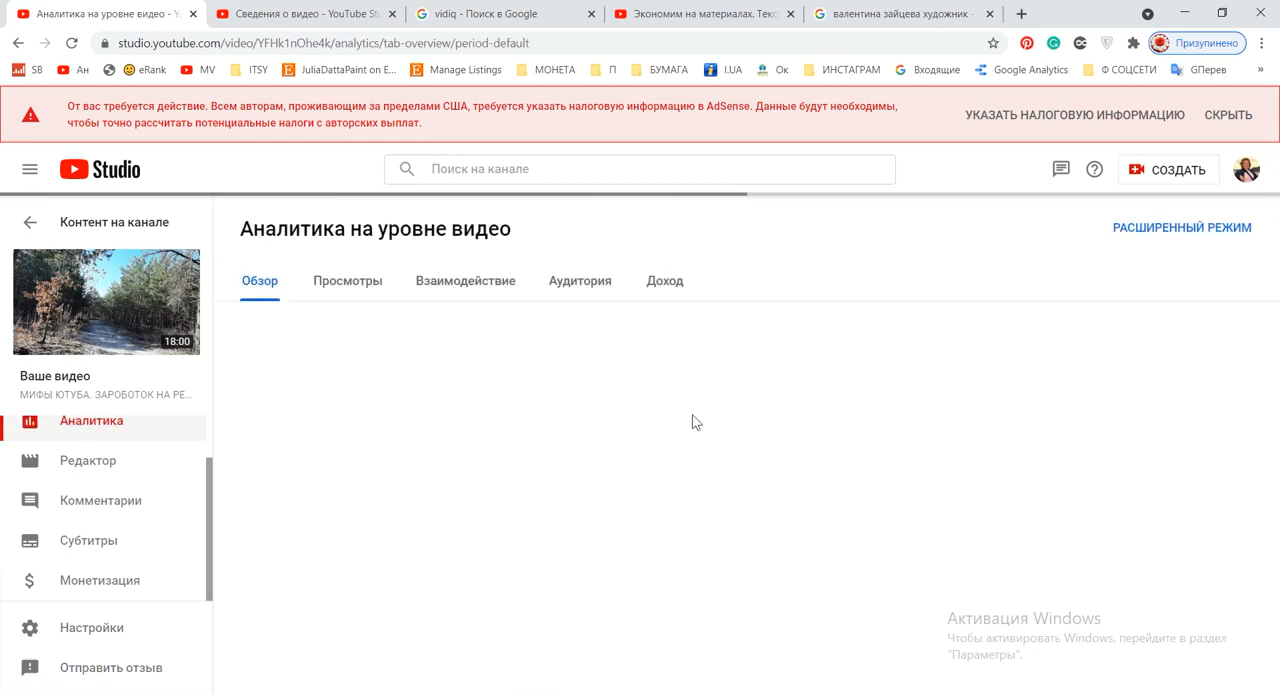 Аналитика на уровне видео - Yo
Сведения о видео - YouTube Stu
vidiq - Поиск в Google
Экономим на материалах. Текс
валентина зайцева художник -
studio.youtube.com/video/YFHk1nOhe4k/analytics/tab-overview/period-default
Призупинено
SB
Ан
eRank
MV
ITSY
JuliaDattaPaint on E...
Manage Listings
МОНЕТА
П
БУМАГА
I.UA
Ок
ИНСТАГРАМ
Входящие
Google Analytics
Ф СОЦСЕТИ
GПерев
»
От вас требуется действие. Всем авторам, проживающим за пределами США, требуется указать налоговую информацию в AdSense. Данные будут необходимы,
чтобы точно рассчитать потенциальные налоги с авторских выплат.
УКАЗАТЬ НАЛОГОВУЮ ИНФОРМАЦИЮ
СКРЫТЬ
Studio
Поиск на канале
СОЗДАТЬ
Контент на канале
18:00
Ваше видео
МИФЫ ЮТУБА. ЗАРОБОТОК НА РЕ...
Аналитика
Редактор
Комментарии
Субтитры
Монетизация
Настройки
Отправить отзыв
Аналитика на уровне видео
РАСШИРЕННЫЙ РЕЖИМ
Обзор
Просмотры
Взаимодействие
Аудитория
Доход
Активация Windows
Чтобы активировать Windows, перейдите в раздел
"Параметры".